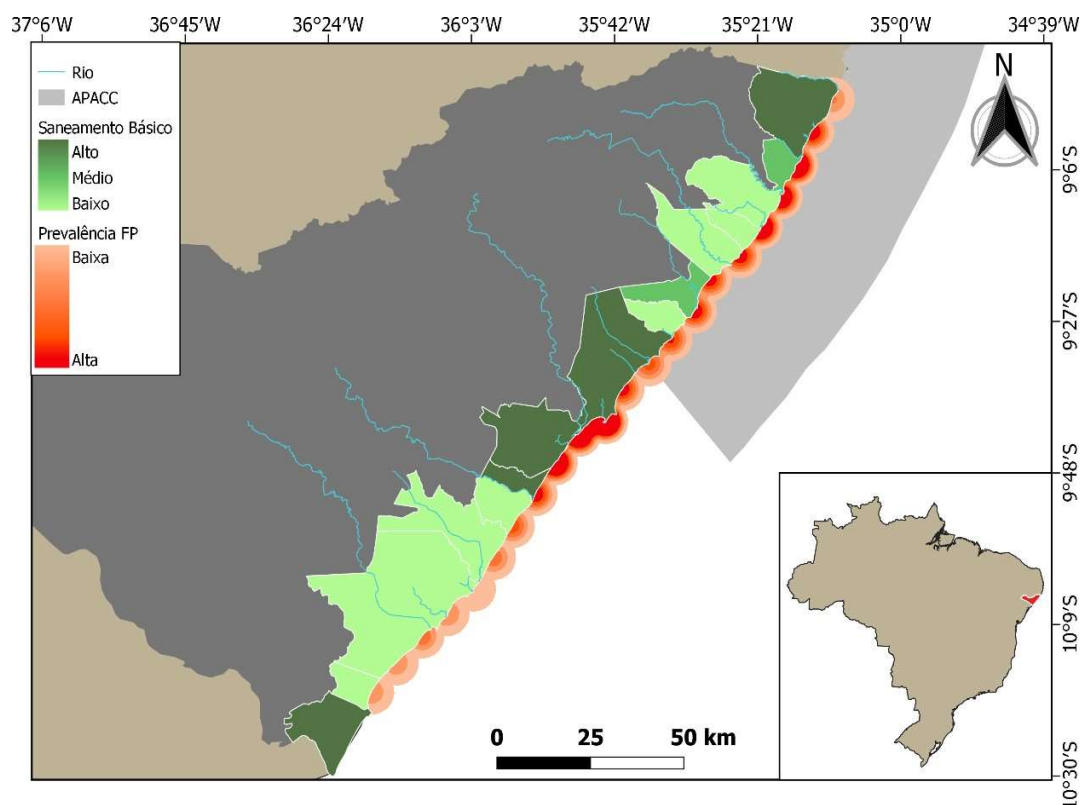 37°6'W 36°45'W 36°24'W 36°3'W 35°42'W 35°21'W 35°0'W 34°39'W
Rio
APACC
Saneamento Básico
Alto
Médio
Baixo
Prevalência FP
Baixa
Alta
N
9°6'S
9°27'S
9°48'S
10°9'S
10°30'S
0 25 50 km